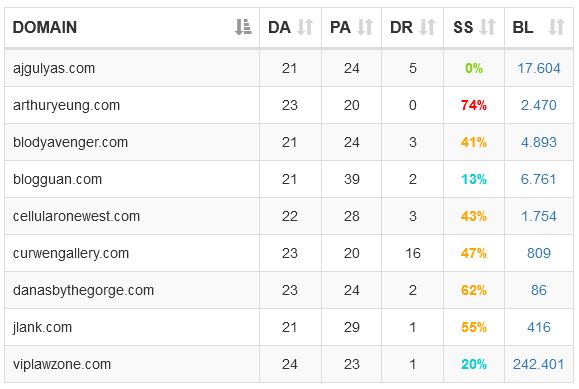 DOMAIN DA PA DR SS BL
ajgulyas.com 21 24 5 0% 17.604
arthuryeung.com 23 20 0 74% 2.470
blodyavenger.com 21 24 3 41% 4.893
blogguan.com 21 39 2 13% 6.761
cellularonewest.com 22 28 3 43% 1.754
curwengallery.com 23 20 16 47% 809
danasbythegorge.com 23 24 2 62% 86
jlank.com 21 29 1 55% 416
viplawzone.com 24 23 1 20% 242.401